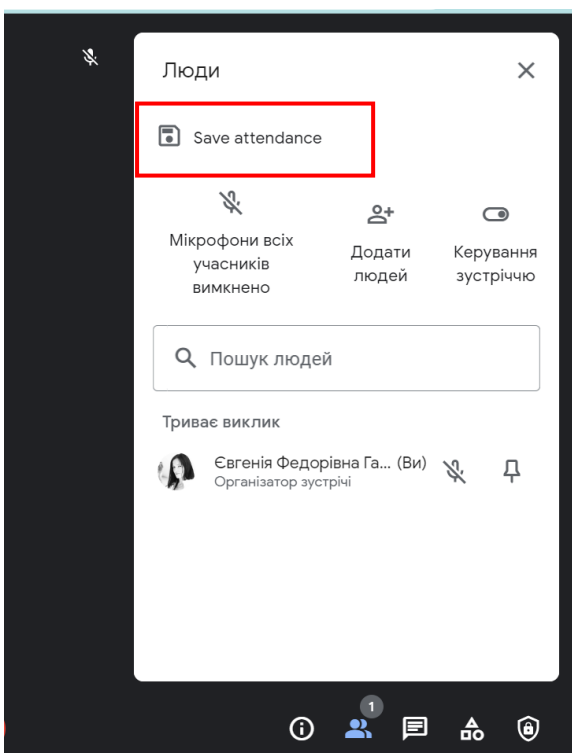 Люди
Save attendance
Мікрофони всіх
учасників
вимкнено
Додати
людей
Керування
зустріччю
Пошук людей
Триває виклик
Євгенія Федорівна Га... (Ви)
Організатор зустрічі
1